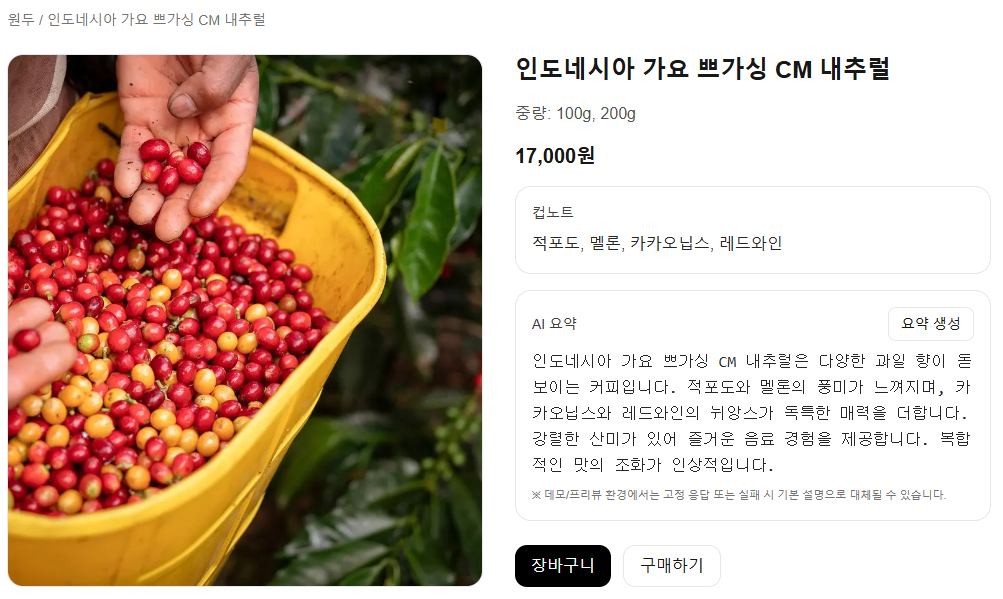 원두 / 인도네시아 가요 쁘가싱 CM 내추럴
인도네시아 가요 쁘가싱 CM 내추럴
중량: 100g, 200g
17,000원
컵노트
적포도, 멜론, 카카오닙스, 레드와인
AI 요약
요약 생성
인도네시아 가요 쁘가싱 CM 내추럴은 다양한 과일 향이 돋
보이는 커피입니다. 적포도와 멜론의 풍미가 느껴지며, 카
카오닙스와 레드와인의 뉘앙스가 독특한 매력을 더합니다.
강렬한 산미가 있어 즐거운 음료 경험을 제공합니다. 복합
적인 맛의 조화가 인상적입니다.
※ 데모/프리뷰 환경에서는 고정 응답 또는 실패 시 기본 설명으로 대체될 수 있습니다.
장바구니
구매하기